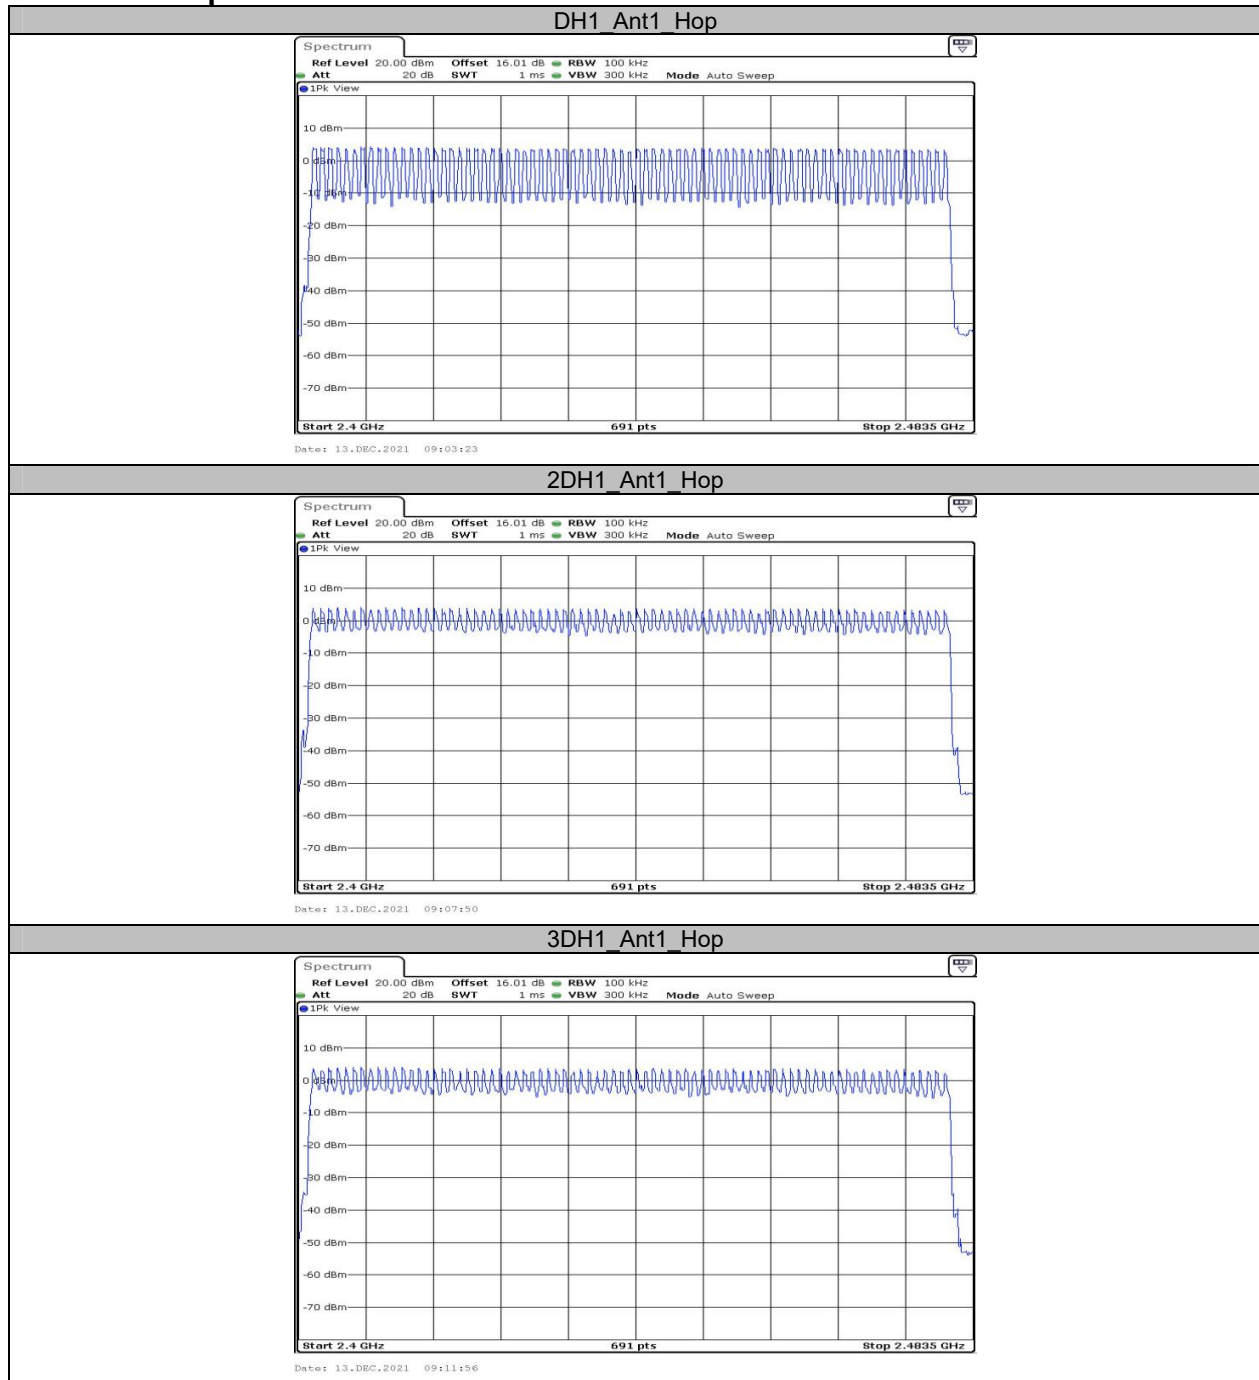 DH1_Ant1_Hop
Spectrum
Ref Level 20.00 dBm Offset 16.01 dB RBW 100 kHz
Att 20 dB SWT 1 ms VBW 300 kHz Mode Auto Sweep
1Pk View
10 dBm
0 dBm
-10 dBm
-20 dBm
-30 dBm
-40 dBm
-50 dBm
-60 dBm
-70 dBm
Start 2.4 GHz 691 pts Stop 2.4835 GHz
Date: 13.DEC.2021 09:03:23
2DH1_Ant1_Hop
Spectrum
Ref Level 20.00 dBm Offset 16.01 dB RBW 100 kHz
Att 20 dB SWT 1 ms VBW 300 kHz Mode Auto Sweep
1Pk View
10 dBm
0 dBm
-10 dBm
-20 dBm
-30 dBm
-40 dBm
-50 dBm
-60 dBm
-70 dBm
Start 2.4 GHz 691 pts Stop 2.4835 GHz
Date: 13.DEC.2021 09:07:50
3DH1_Ant1_Hop
Spectrum
Ref Level 20.00 dBm Offset 16.01 dB RBW 100 kHz
Att 20 dB SWT 1 ms VBW 300 kHz Mode Auto Sweep
1Pk View
10 dBm
0 dBm
-10 dBm
-20 dBm
-30 dBm
-40 dBm
-50 dBm
-60 dBm
-70 dBm
Start 2.4 GHz 691 pts Stop 2.4835 GHz
Date: 13.DEC.2021 09:11:56